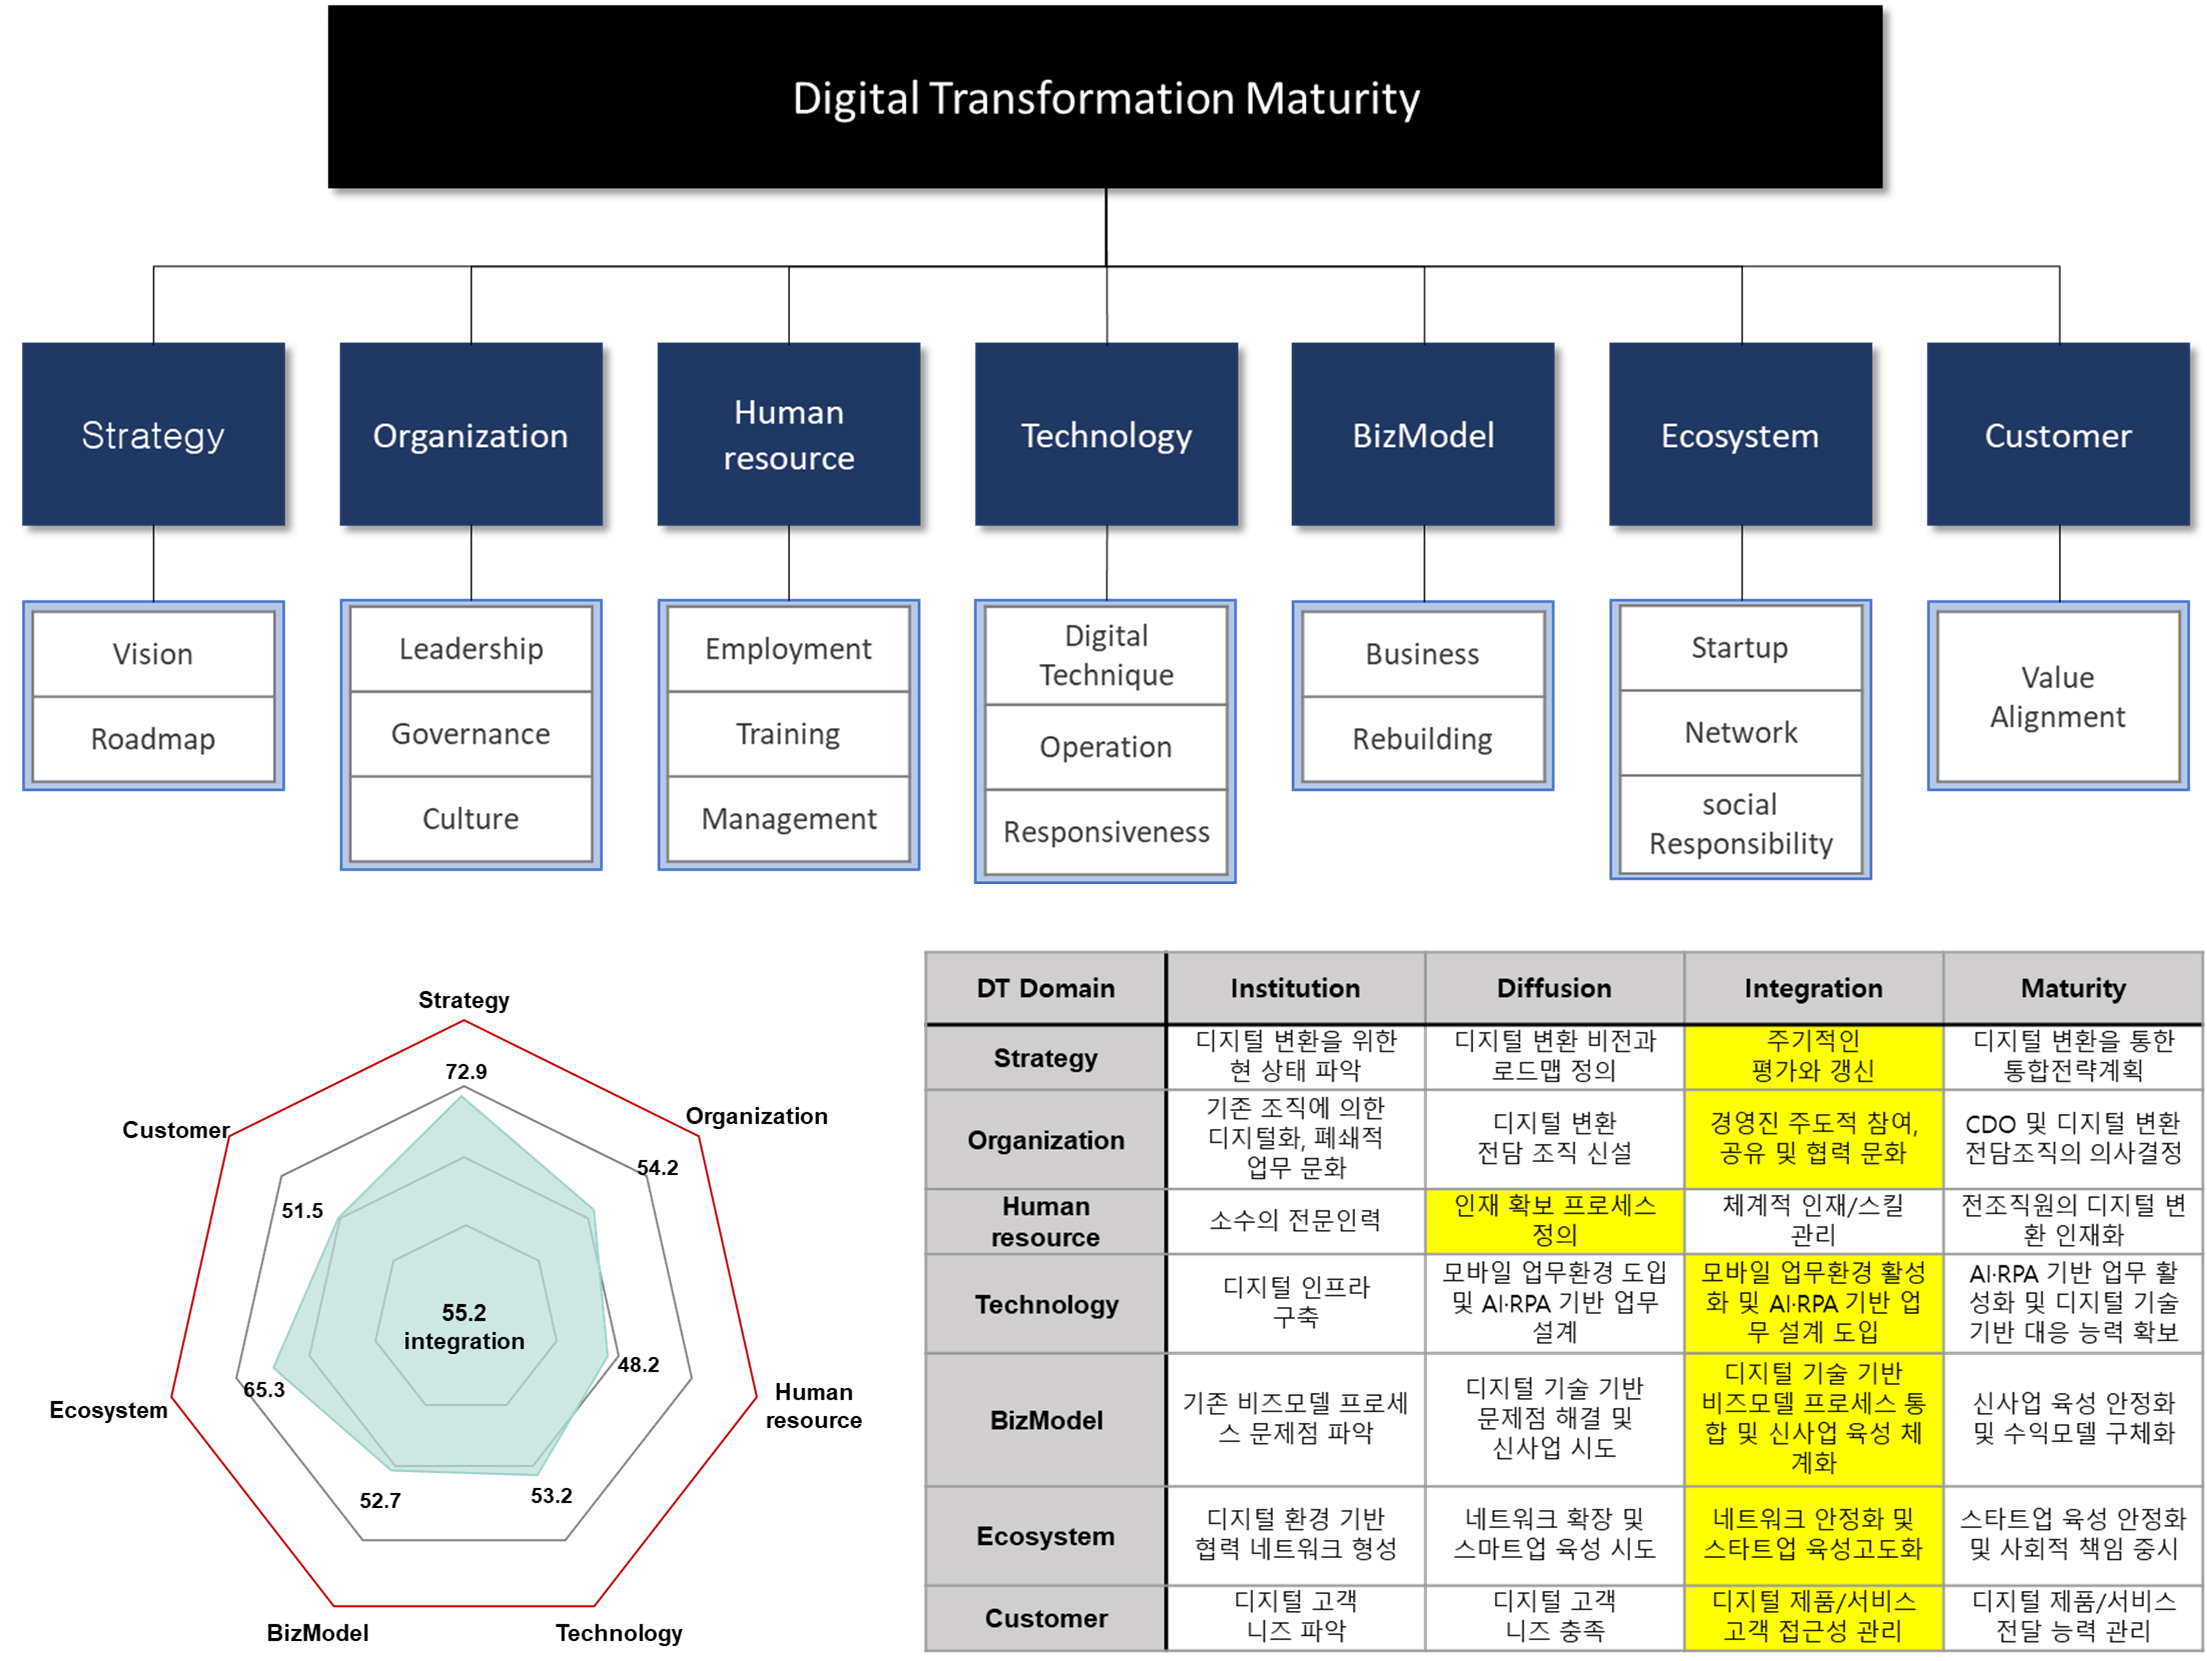 Digital Transformation Maturity
Strategy
Organization
Human
resource
Technology
BizModel
Ecosystem
Customer
Vision
Roadmap
Leadership
Governance
Culture
Employment
Training
Management
Digital
Technique
Operation
Responsiveness
Business
Rebuilding
Startup
Network
social
Responsibility
Value
Alignment
Strategy
72.9
Organization
54.2
Customer
51.5
55.2
integration
48.2
65.3
Ecosystem
Human
resource
52.7
53.2
BizModel
Technology
DT Domain
Institution
Diffusion
Integration
Maturity
Strategy
디지털 변환을 위한
현 상태 파악
디지털 변환 비전과
로드맵 정의
주기적인
평가와 갱신
디지털 변환을 통한
통합전략계획
Organization
기존 조직에 의한
디지털화, 폐쇄적
업무 문화
디지털 변환
전담 조직 신설
경영진 주도적 참여,
공유 및 협력 문화
CDO 및 디지털 변환
전담조직의 의사결정
Human
resource
소수의 전문인력
인재 확보 프로세스
정의
체계적 인재/스킬
관리
전조직원의 디지털 변
환 인재화
Technology
디지털 인프라
구축
모바일 업무환경 도입
및 AI·RPA 기반 업무
설계
모바일 업무환경 활성
화 및 AI·RPA 기반 업
무 설계 도입
AI·RPA 기반 업무 활
성화 및 디지털 기술
기반 대응 능력 확보
BizModel
기존 비즈모델 프로세
스 문제점 파악
디지털 기술 기반
문제점 해결 및
신사업 시도
디지털 기술 기반
비즈모델 프로세스 통
합 및 신사업 육성 체
계화
신사업 육성 안정화
및 수익모델 구체화
Ecosystem
디지털 환경 기반
협력 네트워크 형성
네트워크 확장 및
스마트업 육성 시도
네트워크 안정화 및
스타트업 육성고도화
스타트업 육성 안정화
및 사회적 책임 중시
Customer
디지털 고객
니즈 파악
디지털 고객
니즈 충족
디지털 제품/서비스
고객 접근성 관리
디지털 제품/서비스
전달 능력 관리